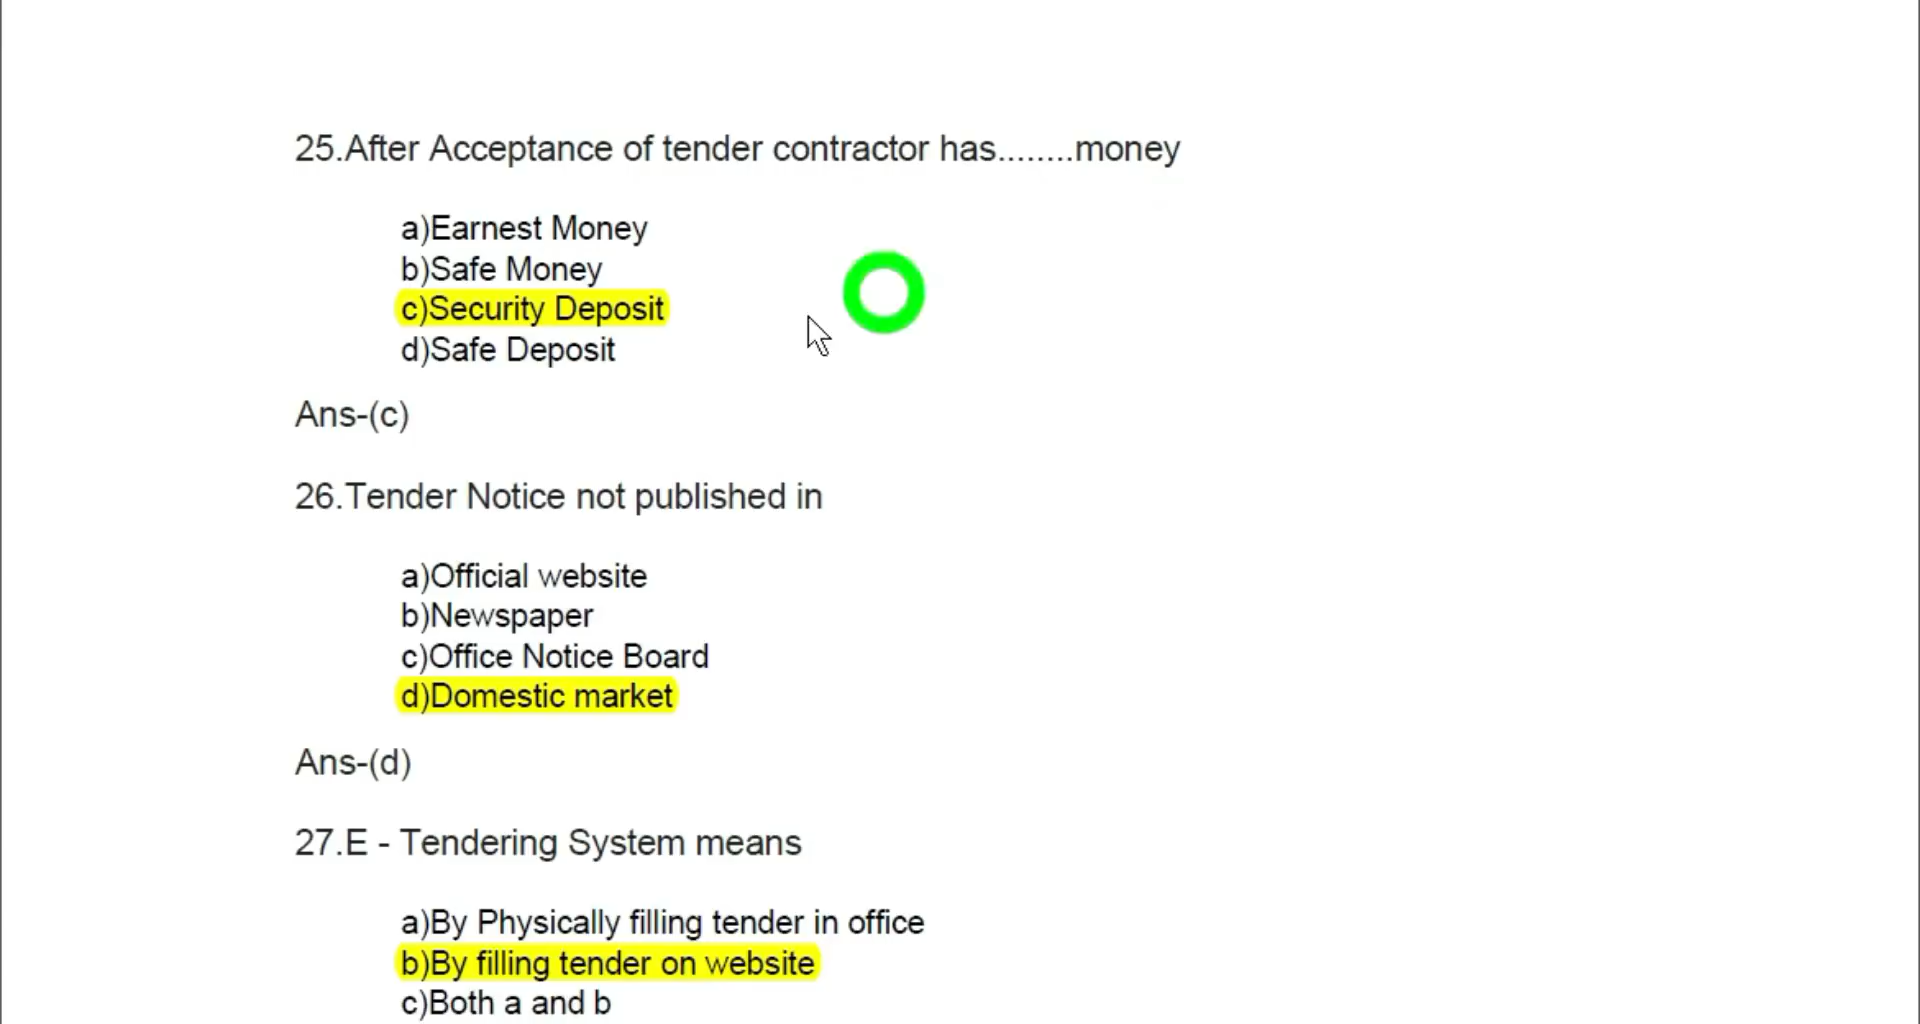 25.After Acceptance of tender contractor has........money
a)Earnest Money
b)Safe Money
c)Security Deposit
d)Safe Deposit
Ans-(c)
26.Tender Notice not published in
a)Official website
b)Newspaper
c)Office Notice Board
d)Domestic market
Ans-(d)
27.E - Tendering System means
a)By Physically filling tender in office
b)By filling tender on website
c)Both a and b